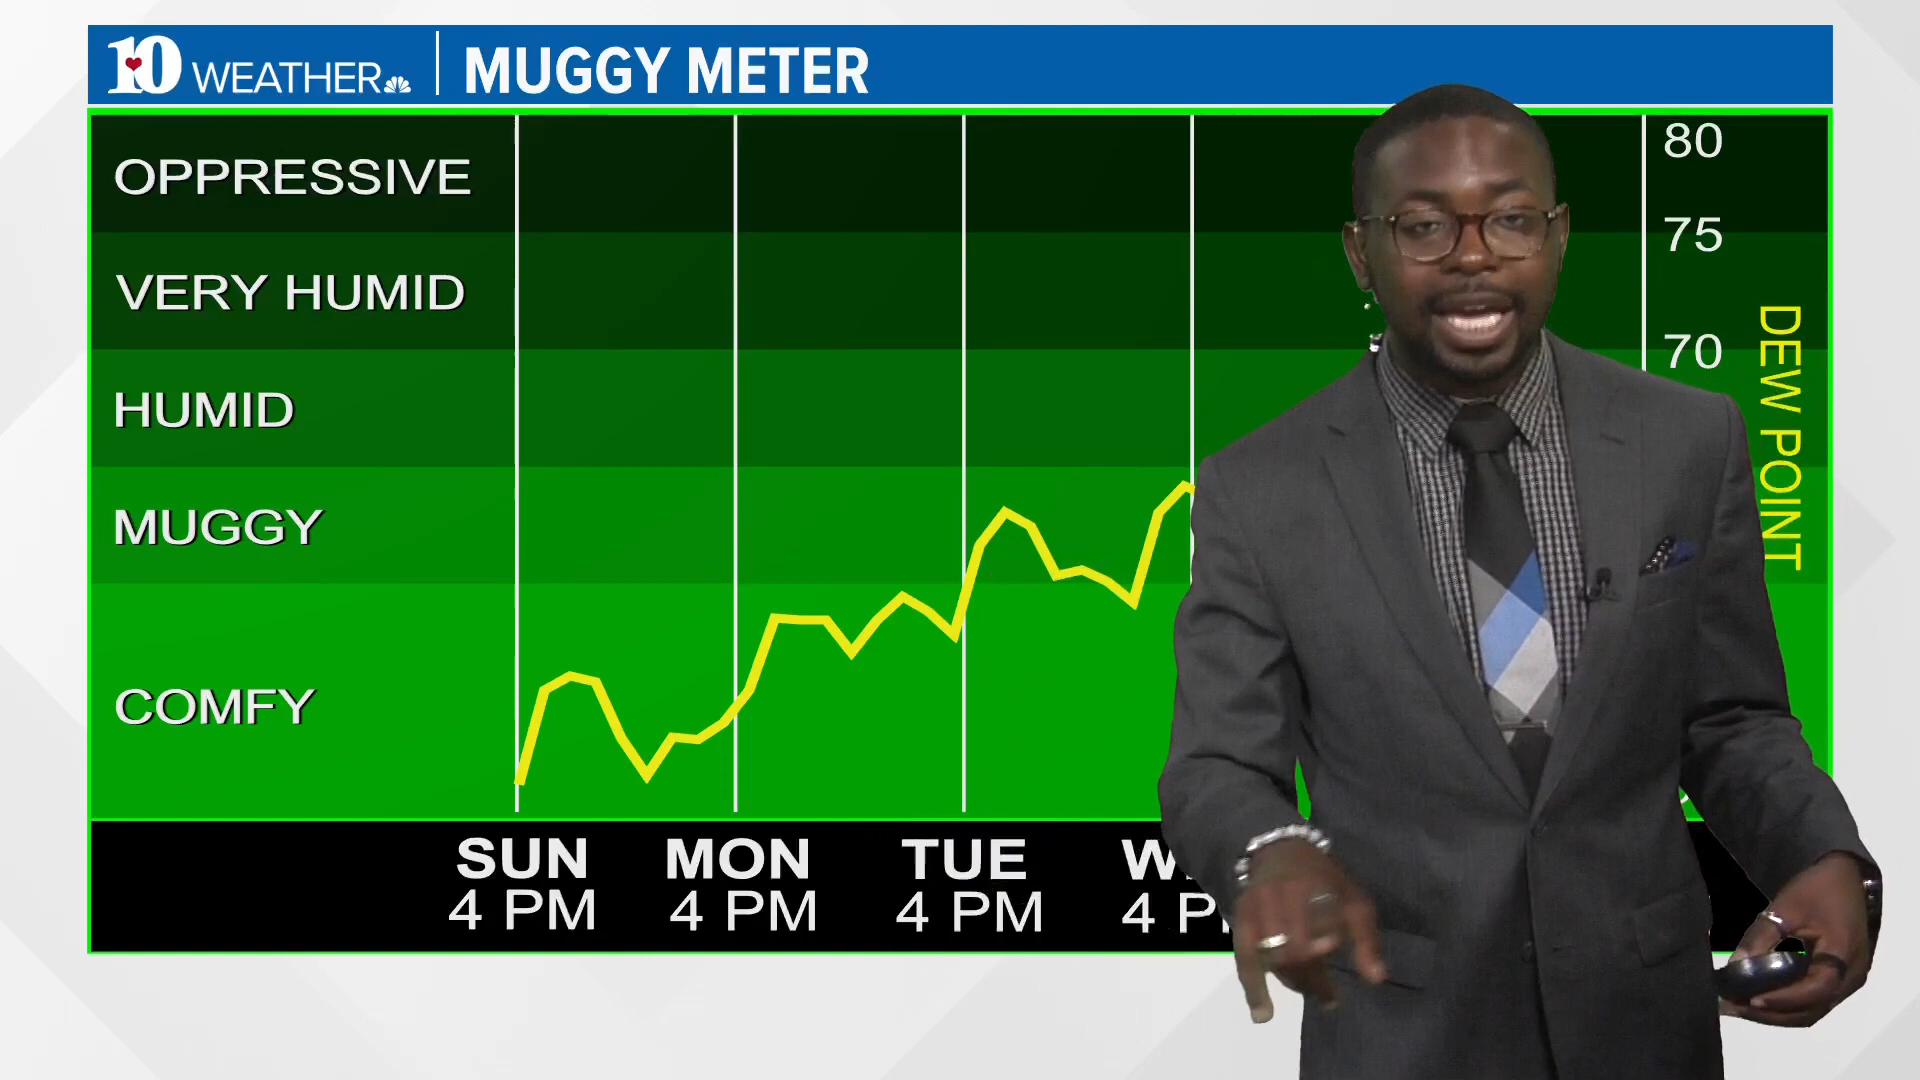 10 WEATHER MUGGY METER
OPPRESSIVE
VERY HUMID
HUMID
MUGGY
COMFY
80
75
70
DEW POINT
SUN MON TUE
4 PM 4 PM 4 PM 4